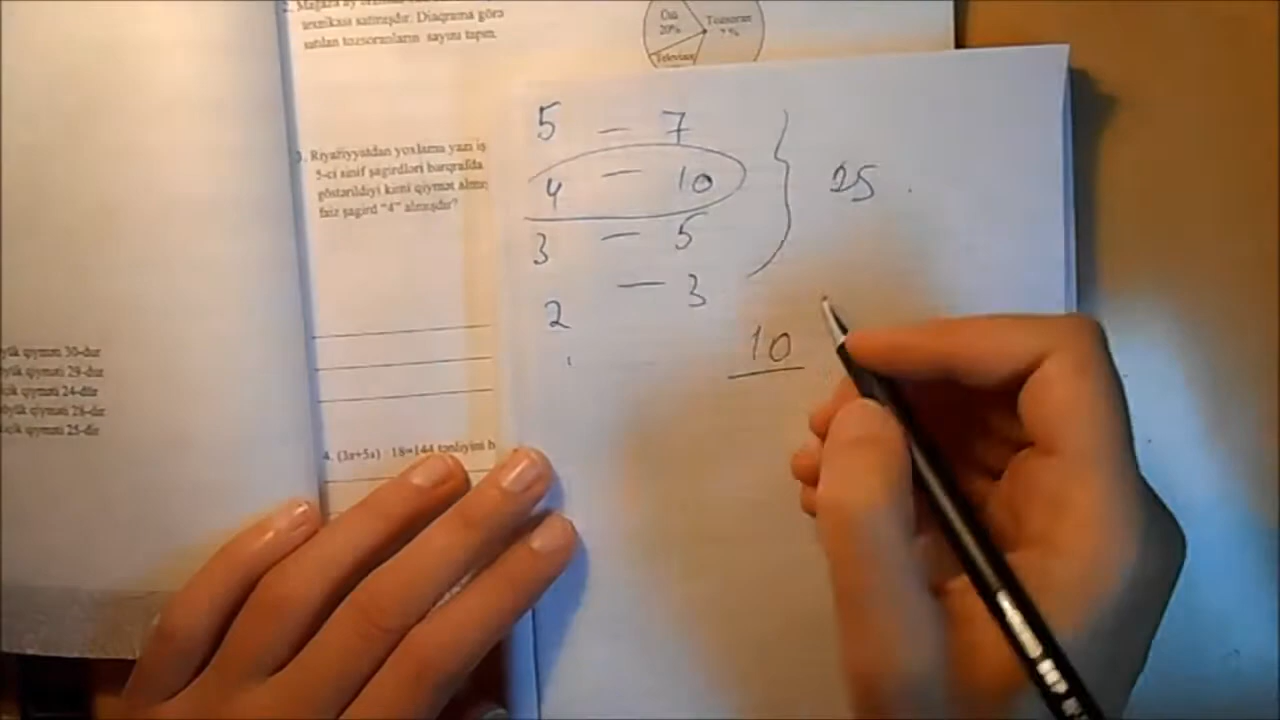 texnikası satmışdır. Diaqrama görə
satılan tozsoranların sayını tapın.
Oza
20%
Tozsoran
Televizor
3. Riyaziyyatdan yoxlama yazı iş
5-ci sinif şagirdləri barqrafda
göstərildiyi kimi qiymət almış
faiz şagird "4" almışdır?
5 — 7
4 — 10
3 — 5
2 — 3
25
10
qiymət 30-dur
qiyməti 29-dur
qiyməti 24-dür
qiyməti 28-dir
qiyməti 25-dir
4. (3x+5x) · 18=144 tənliyini h